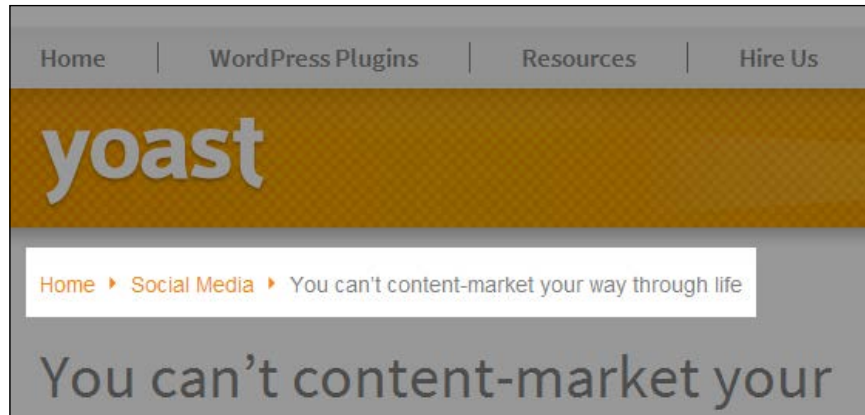 Home | WordPress Plugins | Resources | Hire Us
yoast
Home Social Media You can't content-market your way through life
You can’t content-market your